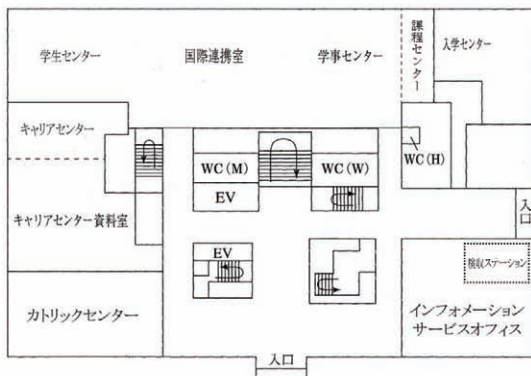 学生センター
国際連携室
学事センター
課程センター
入学センター
キャリアセンター
WC (M)
WC (W)
WC (H)
EV
キャリアセンター資料室
入口
EV
検収ステーション
カトリックセンター
インフォメーション
サービスオフィス
入口